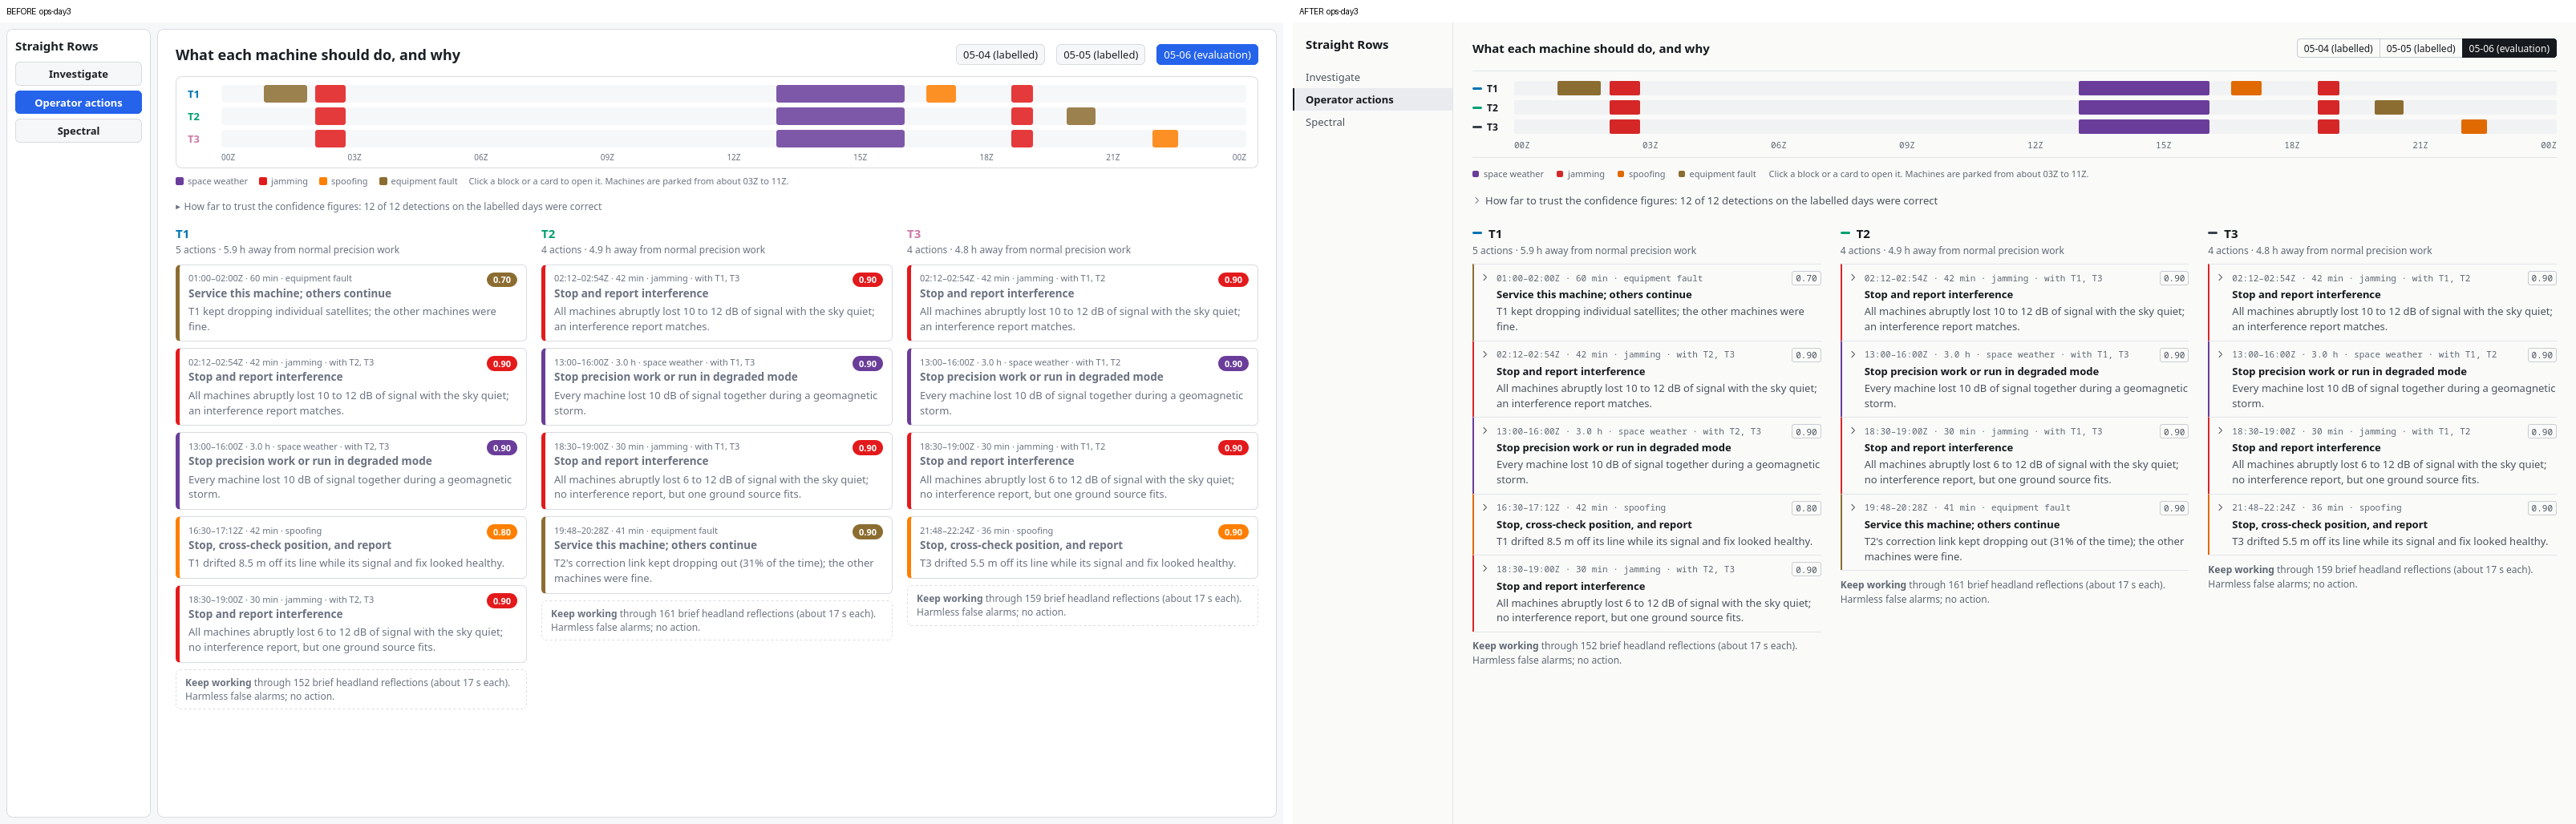 BEFORE ops-day3
Straight Rows
Investigate
Operator actions
Spectral
What each machine should do, and why
05-04 (labelled)
05-05 (labelled)
05-06 (evaluation)
T1
T2
T3
00Z 03Z 06Z 09Z 12Z 15Z 18Z 21Z 00Z
space weather jamming spoofing equipment fault Click a block or a card to open it. Machines are parked from about 03Z to 11Z.
▸ How far to trust the confidence figures: 12 of 12 detections on the labelled days were correct
T1
5 actions · 5.9 h away from normal precision work
01:00–02:00Z · 60 min · equipment fault 0.70
Service this machine; others continue
T1 kept dropping individual satellites; the other machines were
fine.
02:12–02:54Z · 42 min · jamming · with T2, T3 0.90
Stop and report interference
All machines abruptly lost 10 to 12 dB of signal with the sky quiet;
an interference report matches.
13:00–16:00Z · 3.0 h · space weather · with T2, T3 0.90
Stop precision work or run in degraded mode
Every machine lost 10 dB of signal together during a geomagnetic
storm.
16:30–17:12Z · 42 min · spoofing 0.80
Stop, cross-check position, and report
T1 drifted 8.5 m off its line while its signal and fix looked healthy.
18:30–19:00Z · 30 min · jamming · with T2, T3 0.90
Stop and report interference
All machines abruptly lost 6 to 12 dB of signal with the sky quiet;
no interference report, but one ground source fits.
Keep working through 152 brief headland reflections (about 17 s each).
Harmless false alarms; no action.
T2
4 actions · 4.9 h away from normal precision work
02:12–02:54Z · 42 min · jamming · with T1, T3 0.90
Stop and report interference
All machines abruptly lost 10 to 12 dB of signal with the sky quiet;
an interference report matches.
13:00–16:00Z · 3.0 h · space weather · with T1, T3 0.90
Stop precision work or run in degraded mode
Every machine lost 10 dB of signal together during a geomagnetic
storm.
18:30–19:00Z · 30 min · jamming · with T1, T3 0.90
Stop and report interference
All machines abruptly lost 6 to 12 dB of signal with the sky quiet;
no interference report, but one ground source fits.
19:48–20:28Z · 41 min · equipment fault 0.90
Service this machine; others continue
T2's correction link kept dropping out (31% of the time); the other
machines were fine.
Keep working through 161 brief headland reflections (about 17 s each).
Harmless false alarms; no action.
T3
4 actions · 4.8 h away from normal precision work
02:12–02:54Z · 42 min · jamming · with T1, T2 0.90
Stop and report interference
All machines abruptly lost 10 to 12 dB of signal with the sky quiet;
an interference report matches.
13:00–16:00Z · 3.0 h · space weather · with T1, T2 0.90
Stop precision work or run in degraded mode
Every machine lost 10 dB of signal together during a geomagnetic
storm.
18:30–19:00Z · 30 min · jamming · with T1, T2 0.90
Stop and report interference
All machines abruptly lost 6 to 12 dB of signal with the sky quiet;
no interference report, but one ground source fits.
21:48–22:24Z · 36 min · spoofing 0.90
Stop, cross-check position, and report
T3 drifted 5.5 m off its line while its signal and fix looked healthy.
Keep working through 159 brief headland reflections (about 17 s each).
Harmless false alarms; no action.
AFTER ops-day3
Straight Rows
Investigate
Operator actions
Spectral
What each machine should do, and why
05-04 (labelled)
05-05 (labelled)
05-06 (evaluation)
T1
T2
T3
00Z 03Z 06Z 09Z 12Z 15Z 18Z 21Z 00Z
space weather jamming spoofing equipment fault Click a block or a card to open it. Machines are parked from about 03Z to 11Z.
How far to trust the confidence figures: 12 of 12 detections on the labelled days were correct
T1
5 actions · 5.9 h away from normal precision work
01:00–02:00Z · 60 min · equipment fault 0.70
Service this machine; others continue
T1 kept dropping individual satellites; the other machines were
fine.
02:12–02:54Z · 42 min · jamming · with T2, T3 0.90
Stop and report interference
All machines abruptly lost 10 to 12 dB of signal with the sky quiet;
an interference report matches.
13:00–16:00Z · 3.0 h · space weather · with T2, T3 0.90
Stop precision work or run in degraded mode
Every machine lost 10 dB of signal together during a geomagnetic
storm.
16:30–17:12Z · 42 min · spoofing 0.80
Stop, cross-check position, and report
T1 drifted 8.5 m off its line while its signal and fix looked healthy.
18:30–19:00Z · 30 min · jamming · with T2, T3 0.90
Stop and report interference
All machines abruptly lost 6 to 12 dB of signal with the sky quiet;
no interference report, but one ground source fits.
Keep working through 152 brief headland reflections (about 17 s each).
Harmless false alarms; no action.
T2
4 actions · 4.9 h away from normal precision work
02:12–02:54Z · 42 min · jamming · with T1, T3 0.90
Stop and report interference
All machines abruptly lost 10 to 12 dB of signal with the sky quiet;
an interference report matches.
13:00–16:00Z · 3.0 h · space weather · with T1, T3 0.90
Stop precision work or run in degraded mode
Every machine lost 10 dB of signal together during a geomagnetic
storm.
18:30–19:00Z · 30 min · jamming · with T1, T3 0.90
Stop and report interference
All machines abruptly lost 6 to 12 dB of signal with the sky quiet;
no interference report, but one ground source fits.
19:48–20:28Z · 41 min · equipment fault 0.90
Service this machine; others continue
T2's correction link kept dropping out (31% of the time); the other
machines were fine.
Keep working through 161 brief headland reflections (about 17 s each).
Harmless false alarms; no action.
T3
4 actions · 4.8 h away from normal precision work
02:12–02:54Z · 42 min · jamming · with T1, T2 0.90
Stop and report interference
All machines abruptly lost 10 to 12 dB of signal with the sky quiet;
an interference report matches.
13:00–16:00Z · 3.0 h · space weather · with T1, T2 0.90
Stop precision work or run in degraded mode
Every machine lost 10 dB of signal together during a geomagnetic
storm.
18:30–19:00Z · 30 min · jamming · with T1, T2 0.90
Stop and report interference
All machines abruptly lost 6 to 12 dB of signal with the sky quiet;
no interference report, but one ground source fits.
21:48–22:24Z · 36 min · spoofing 0.90
Stop, cross-check position, and report
T3 drifted 5.5 m off its line while its signal and fix looked healthy.
Keep working through 159 brief headland reflections (about 17 s each).
Harmless false alarms; no action.